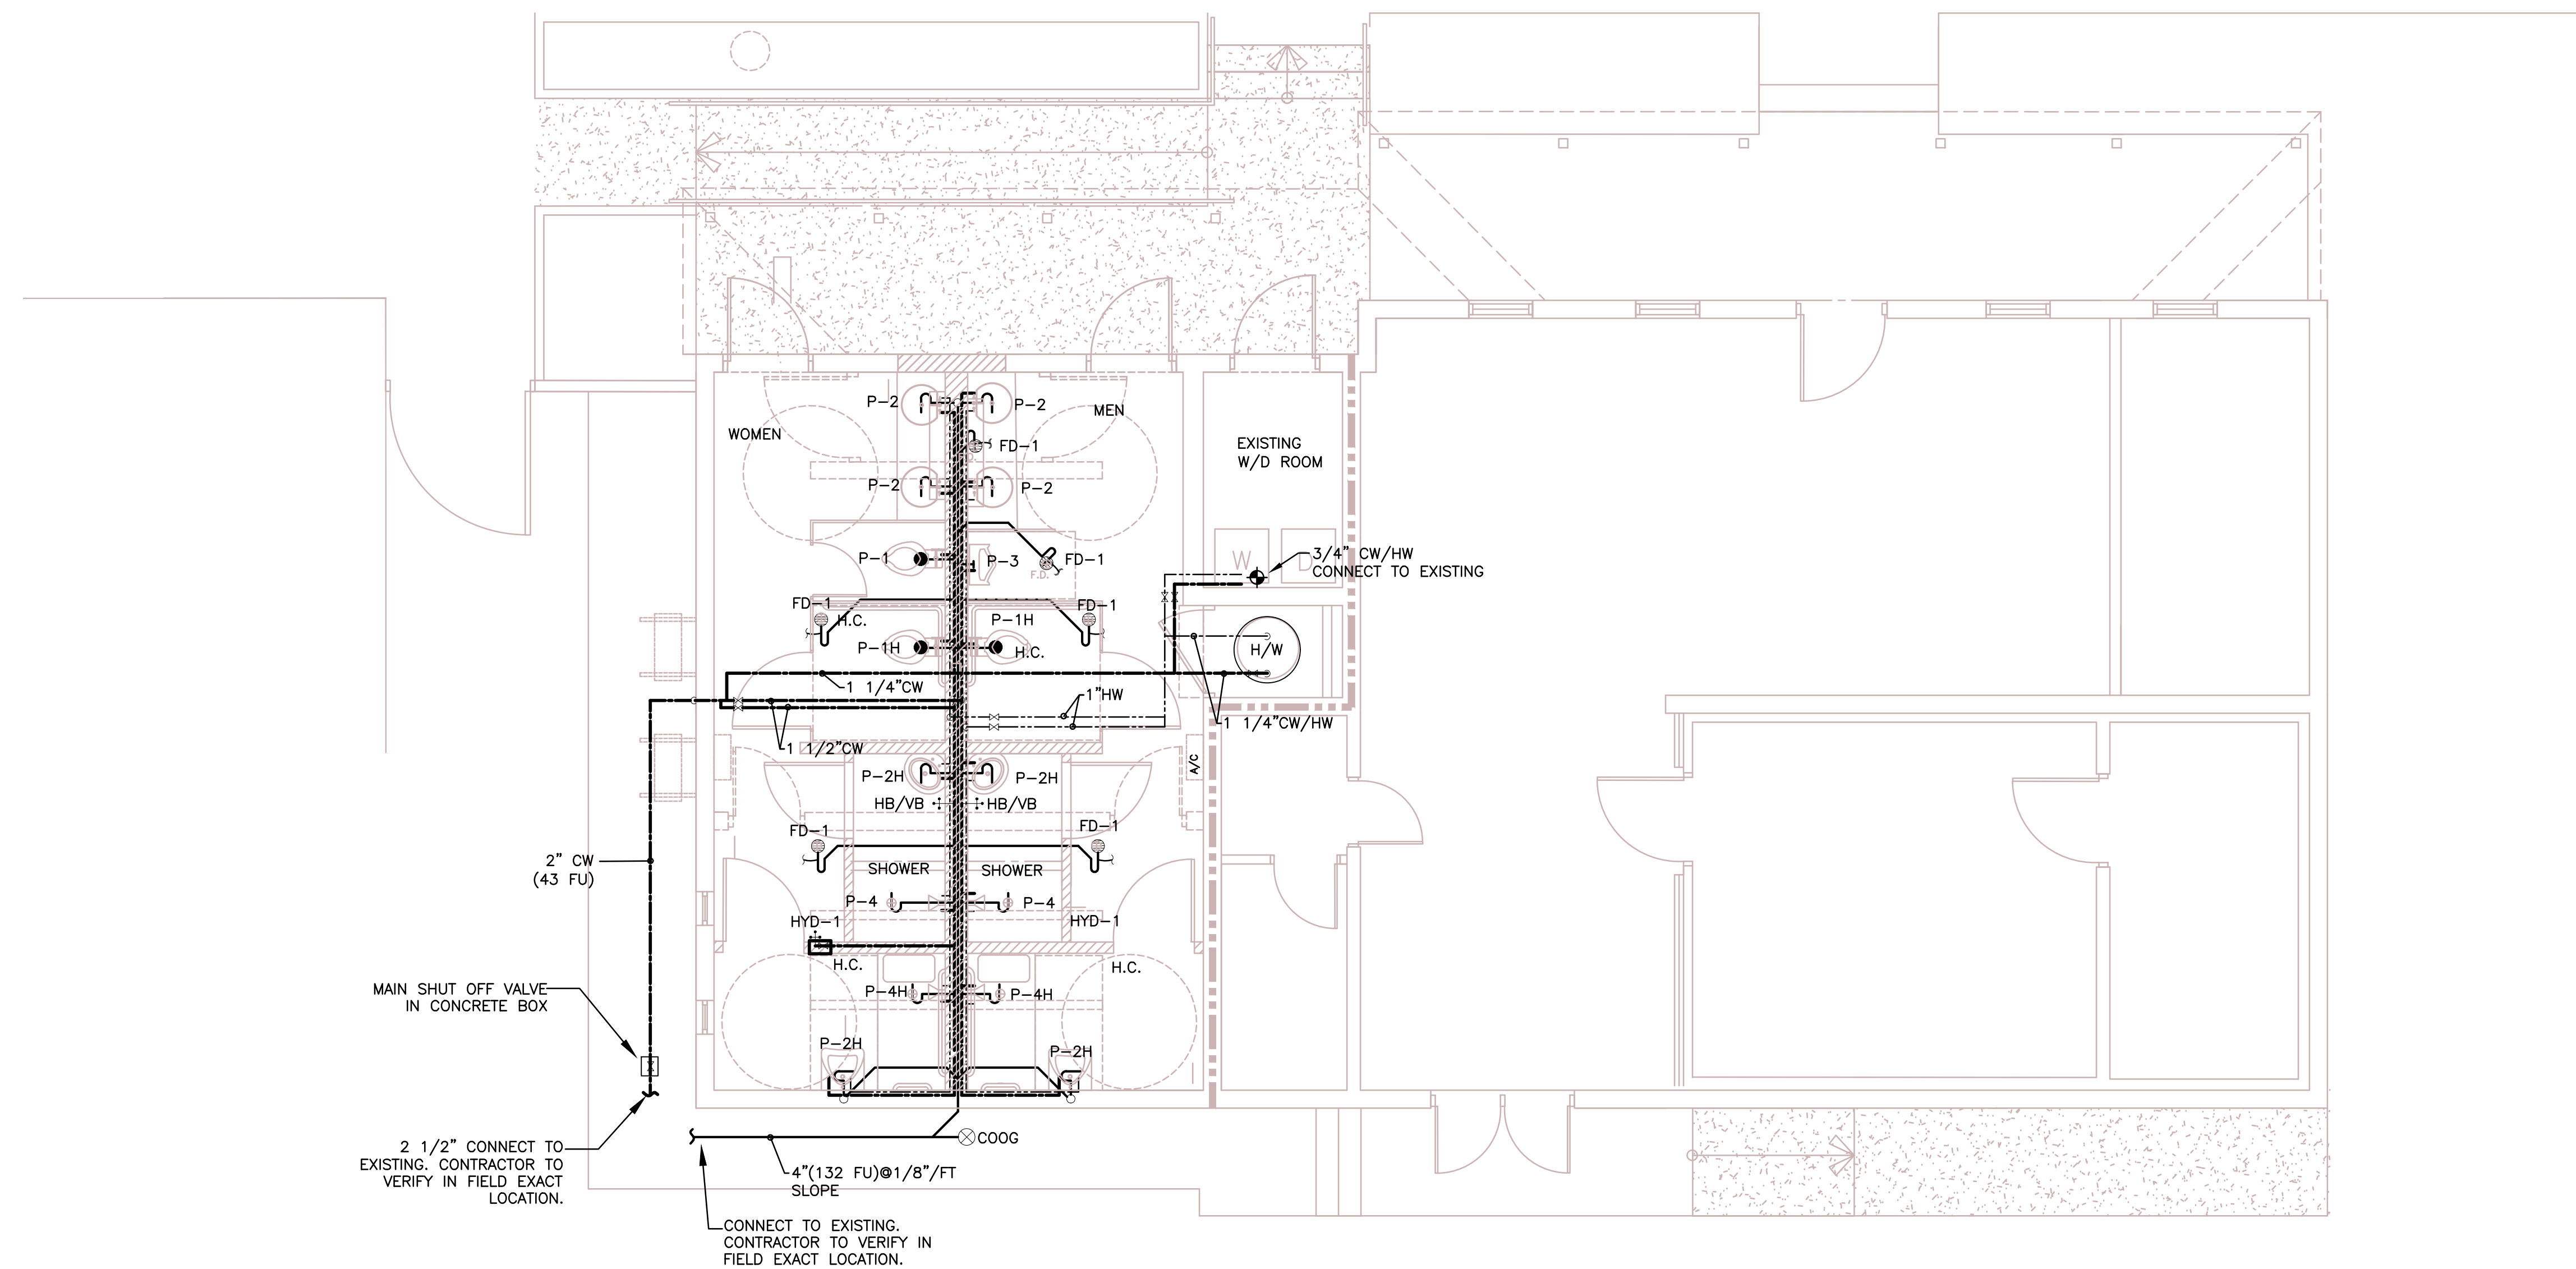 P-2
P-2
MEN
WOMEN
FD-1
EXISTING
W/D ROOM
P-2
P-2
P-1
P-3
FD-1
F.D.
W
D
3/4" CW/HW
CONNECT TO EXISTING
FD-1
H.C.
FD-1
P-1H
P-1H
H.C.
H/W
1 1/4"CW
1"HW
1 1/4"CW/HW
1 1/2"CW
A/C
P-2H
P-2H
HB/VB
HB/VB
FD-1
FD-1
2" CW
(43 FU)
SHOWER
SHOWER
P-4
P-4
HYD-1
HYD-1
H.C.
H.C.
MAIN SHUT OFF VALVE
IN CONCRETE BOX
P-4H
P-4H
P-2H
P-2H
COOG
2 1/2" CONNECT TO
EXISTING. CONTRACTOR TO
VERIFY IN FIELD EXACT
LOCATION.
4"(132 FU)@1/8"/FT
SLOPE
CONNECT TO EXISTING.
CONTRACTOR TO VERIFY IN
FIELD EXACT LOCATION.